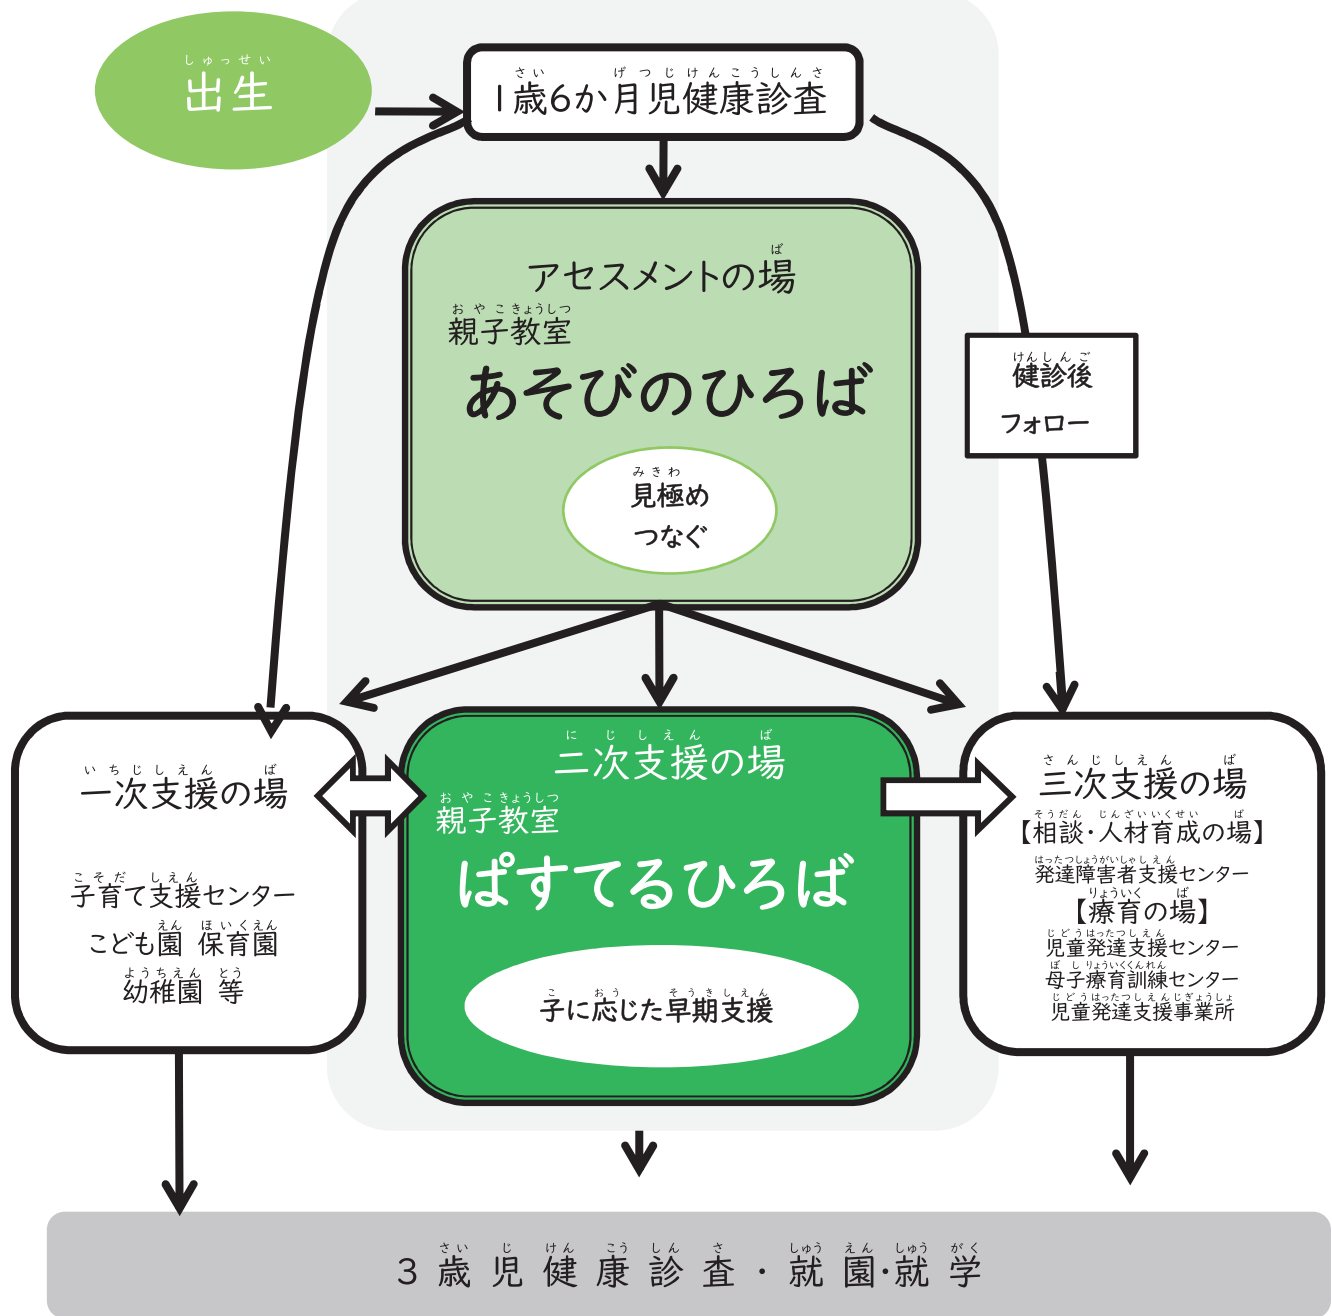 しゅっせい
出生
さい げつじけんこうしんさ
1歳6か月児健康診査
ば
アセスメントの場
おやこきょうしつ
親子教室
あそびのひろば
みきわ
見極め
つなぐ
けんしんご
健診後
フォロー
いちじしえん ば
一次支援の場
こそだ しえん
子育て支援センター
えん ほいくえん
こども園 保育園
ようちえん とう
幼稚園 等
にじしえん ば
二次支援の場
おやこきょうしつ
親子教室
ぱすてるひろば
こ おう そうきしえん
子に応じた早期支援
さんじしえん ば
三次支援の場
そうだん じんざいいくせい ば
【相談・人材育成の場】
はったつしょうがいしゃしえん
発達障害者支援センター
りょういく ば
【療育の場】
じどうはったつしえん
児童発達支援センター
ぼしりょういくくんれん
母子療育訓練センター
じどうはったつしえんじぎょうしょ
児童発達支援事業所
さい じ けん こう しん さ しゅう えん しゅう がく
3歳児健康診査・就園・就学